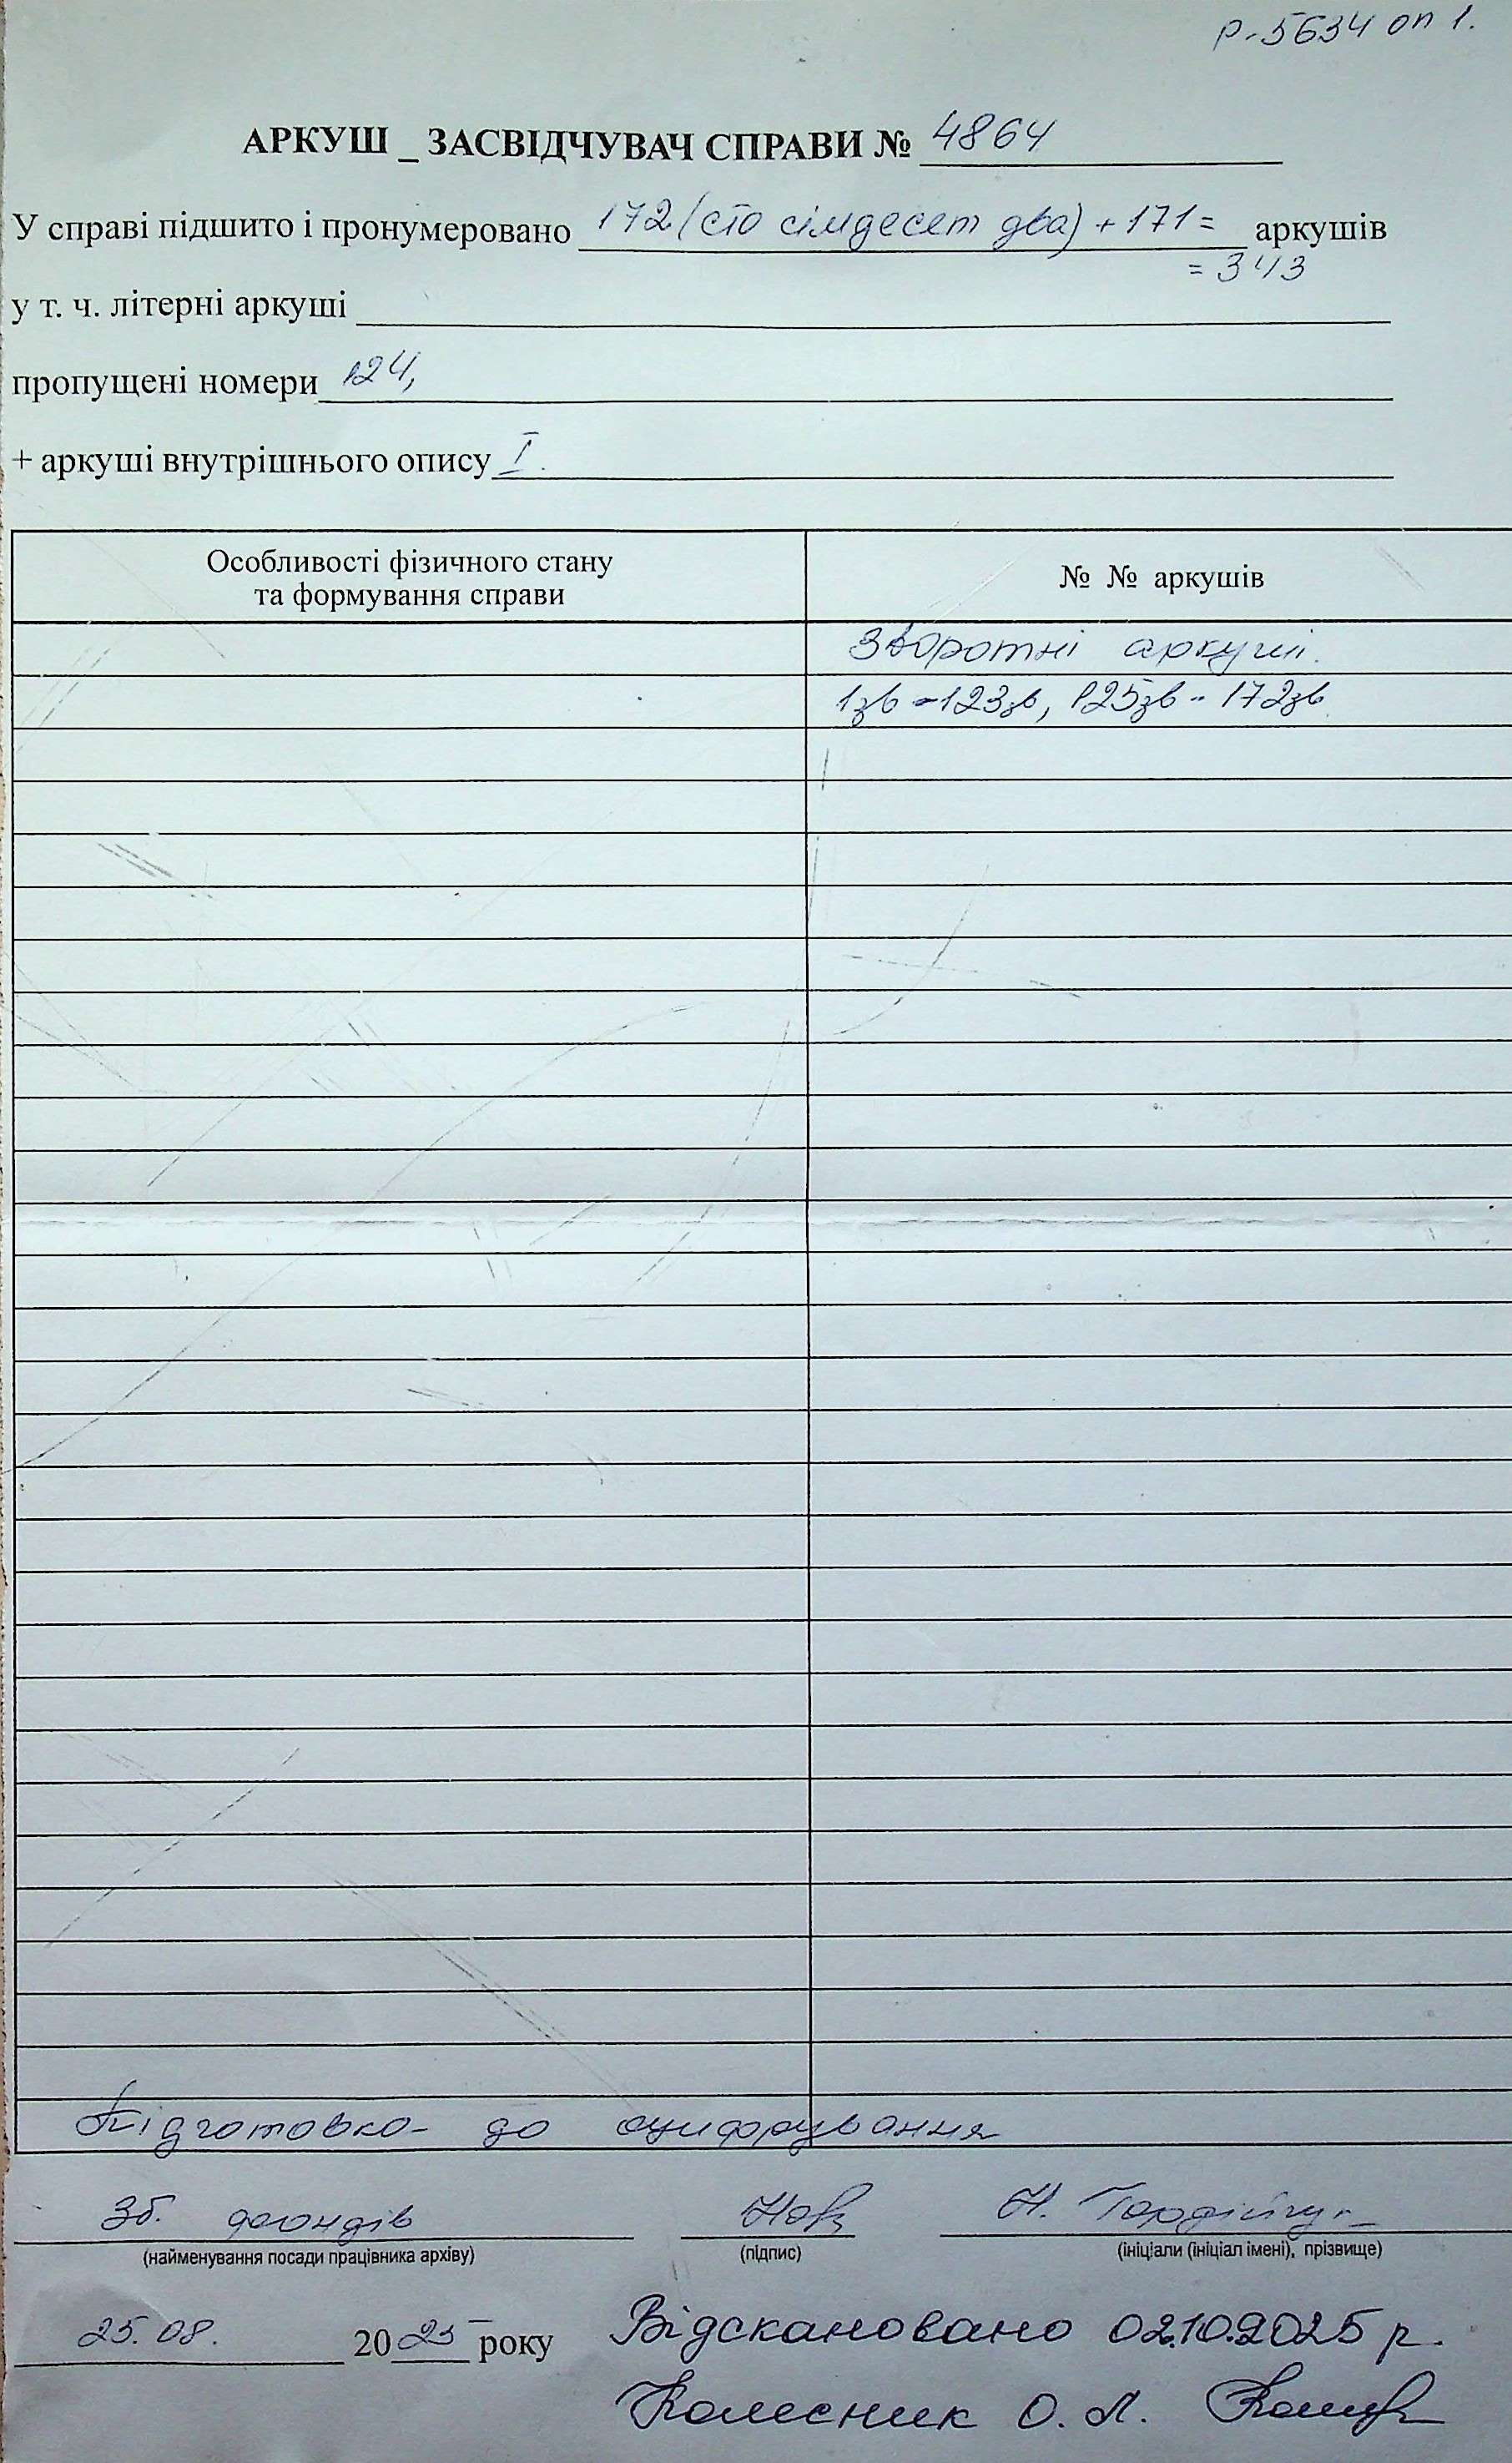 Р-5634 оп 1.
АРКУШ _ ЗАСВІДЧУВАЧ СПРАВИ № 4864
У справі підшито і пронумеровано 172 (сто сімдесет два) + 171 = аркушів
= 343
у т. ч. літерні аркуші
пропущені номери 124,
+ аркуші внутрішнього опису I.
Особливості фізичного стану та формування справи
№ № аркушів
Зворотні аркуші.
1зв - 123зв, 125зв - 172зв
Підготовка до оцифрування
Зб. фондів
Н. Гордійчук
(найменування посади працівника архіву) (підпис) (ініціали (ініціал імені), прізвище)
25.08. 2025 року
Відскановано 02.10.2025 р.
Колесник О. Л.